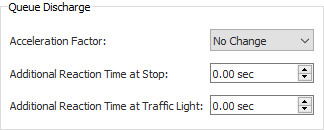 Queue Discharge
Acceleration Factor: No Change
Additional Reaction Time at Stop: 0.00 sec
Additional Reaction Time at Traffic Light: 0.00 sec